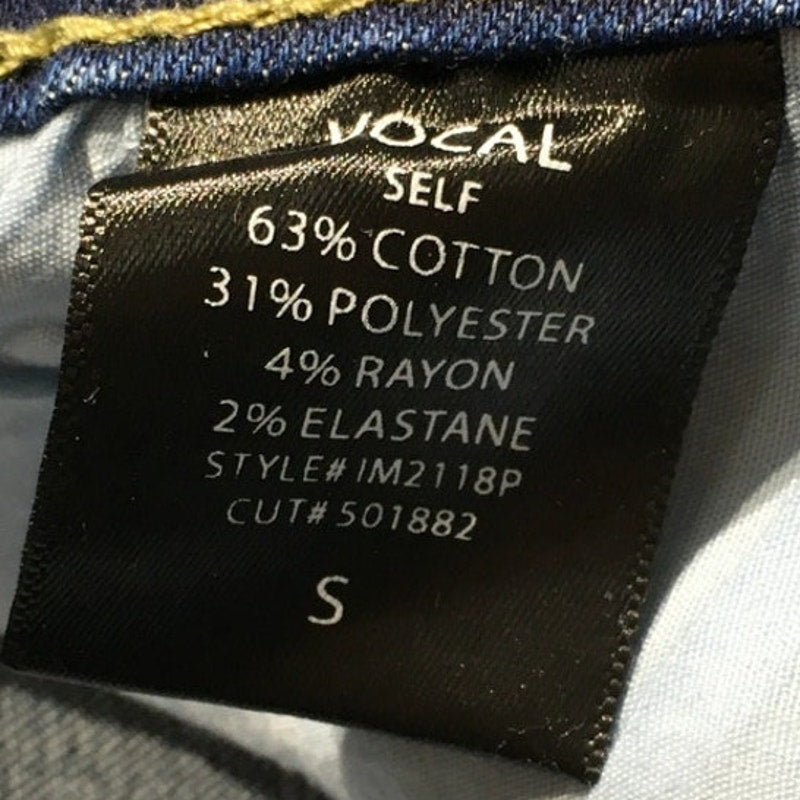 VOCAL
SELF
63% COTTON
31% POLYESTER
4% RAYON
2% ELASTANE
STYLE# IM2118P
CUT# 501882
S